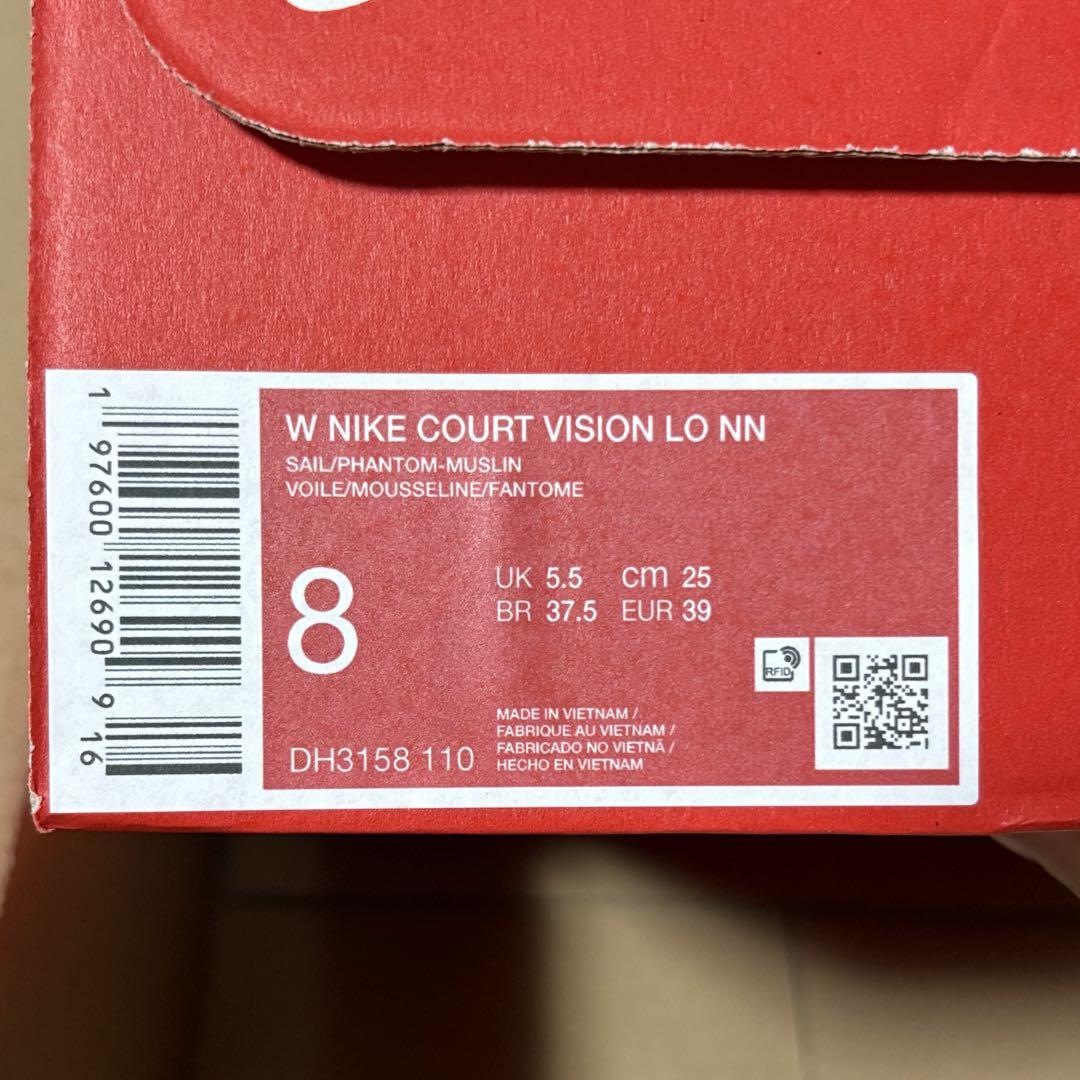 W NIKE COURT VISION LO NN
SAIL/PHANTOM-MUSLIN
VOILE/MOUSSELINE/FANTOME
8
UK 5.5 cm 25
BR 37.5 EUR 39
RFID
DH3158 110
MADE IN VIETNAM /
FABRIQUE AU VIETNAM /
FABRICADO NO VIETNÃ /
HECHO EN VIETNAM
1 97600 12690 9 16